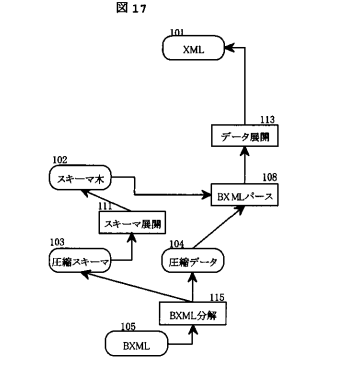 図17
101
XML
113
データ展開
102
スキーマ木
108
BXMLパース
111
スキーマ展開
103
圧縮スキーマ
104
圧縮データ
115
BXML分解
105
BXML